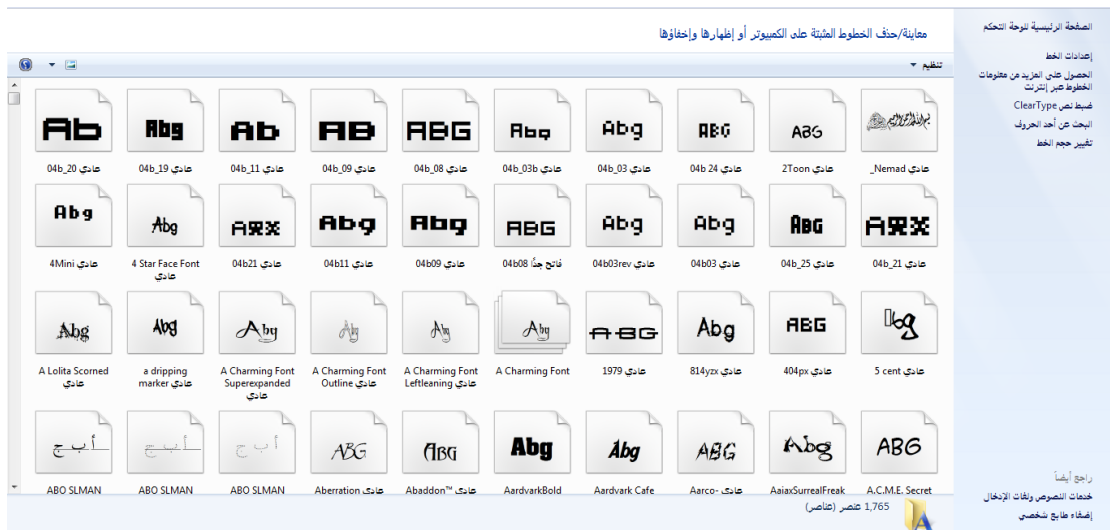 الصفحة الرئيسية للوحة التحكم
إعدادات الخط
الحصول على المزيد من معلومات
الخطوط عبر إنترنت
ضبط نص ClearType
البحث عن أحد الحروف
تغيير حجم الخط
راجع أيضاً
خدمات النصوص ولغات الإدخال
إضفاء طابع شخصي
معاينة/حذف الخطوط المثبتة على الكمبيوتر أو إظهارها وإخفاؤها
تنظيم
Ab Abg Ab AB ABG Abg Abg ABG ABG
04b_20 عادي
04b_19 عادي
04b_11 عادي
04b_09 عادي
04b_08 عادي
04b_03b عادي
04b_03 عادي
04b 24 عادي
2Toon عادي
_Nemad عادي
Abg Abg Abg Abg ABG Abg Abg ABG
4Mini عادي
4 Star Face Font
عادي
04b21 عادي
04b11 عادي
04b09 عادي
04b08 فاتح جدًا
04b03rev عادي
04b03 عادي
04b_25 عادي
04b_21 عادي
Abg Abg Abg Abg Abg Abg ABG Abg ABG bg
A Lolita Scorned
عادي
a dripping
marker عادي
A Charming Font
Superexpanded
عادي
A Charming Font
Outline عادي
A Charming Font
Leftleaning عادي
A Charming Font
1979 عادي
814yzx عادي
404px عادي
5 cent عادي
أ ب ج أ ب ج أ ب ج ABG ABG Abg Abg ABG Abg ABG
ABO SLMAN
ABO SLMAN
ABO SLMAN
Aberration عادي
Abaddon™ عادي
AardvarkBold
Aardvark Cafe
Aarco- عادي
AajaxSurrealFreak
A.C.M.E. Secret
1,765 عنصر (عناصر)